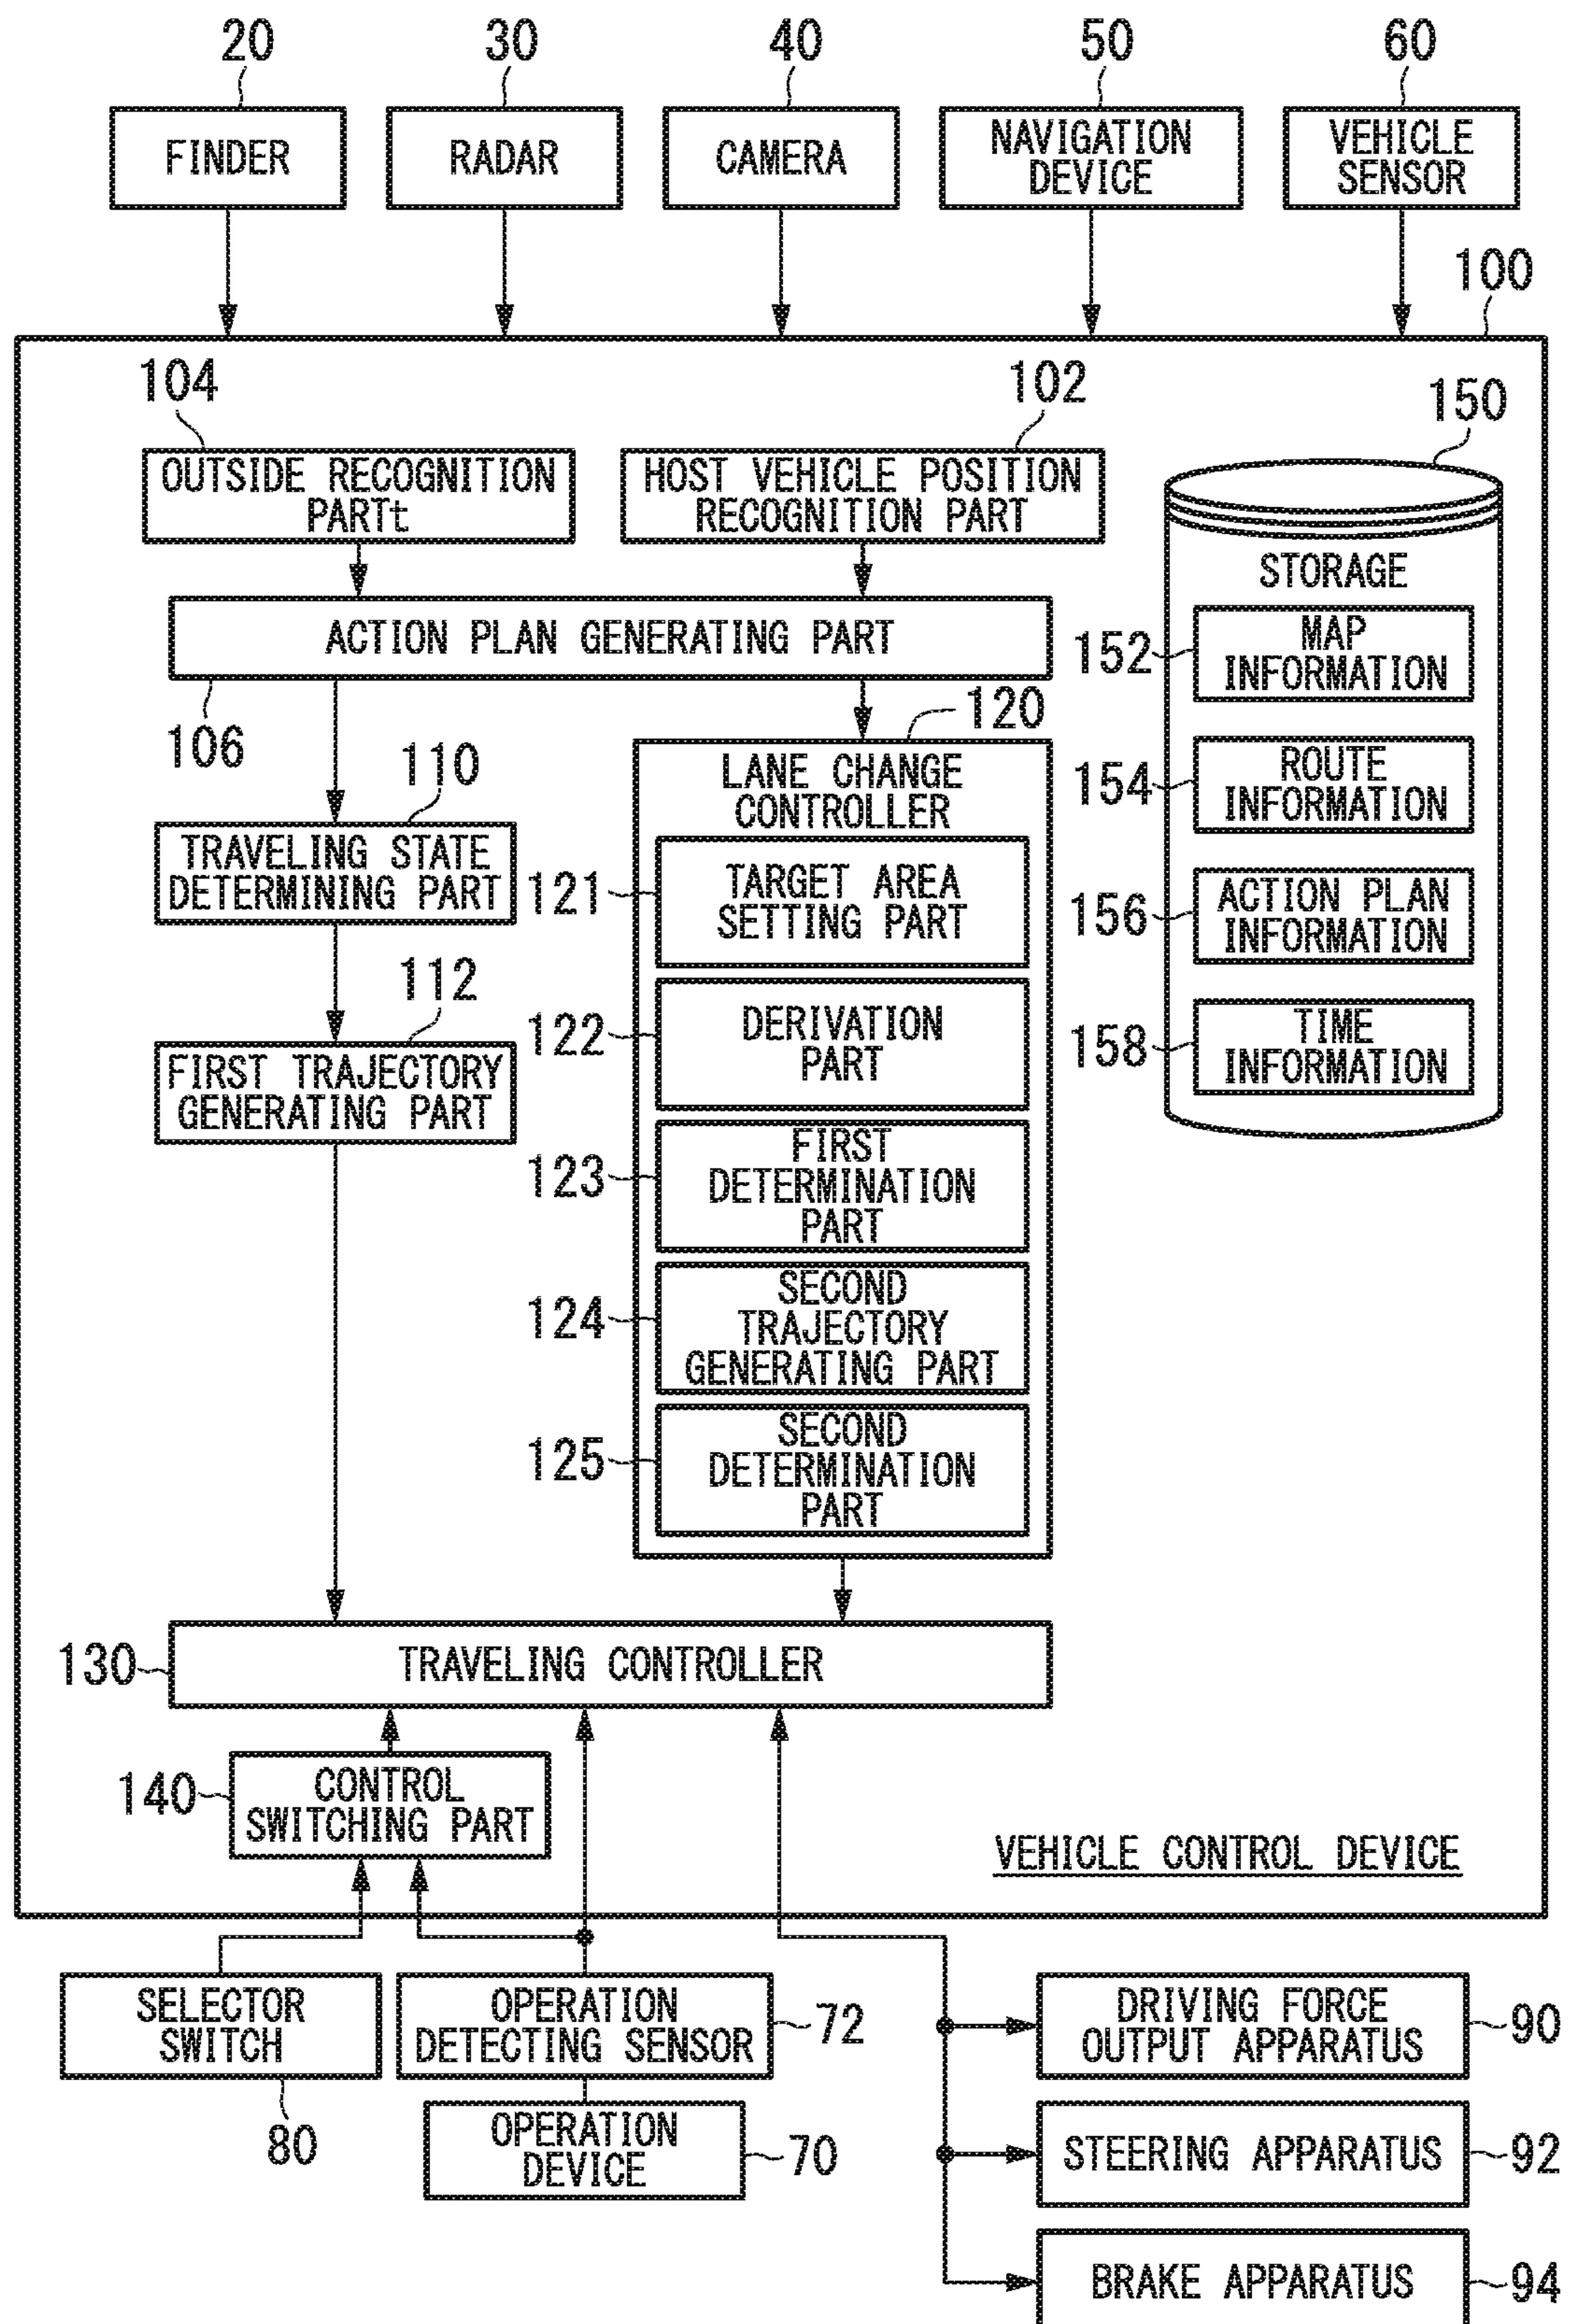 20
30
40
50
60
FINDER
RADAR
CAMERA
NAVIGATION
DEVICE
VEHICLE
SENSOR
100
104
102
150
OUTSIDE RECOGNITION
PARTt
HOST VEHICLE POSITION
RECOGNITION PART
STORAGE
ACTION PLAN GENERATING PART
152
MAP
INFORMATION
106
120
110
LANE CHANGE
CONTROLLER
154
ROUTE
INFORMATION
TRAVELING STATE
DETERMINING PART
121
TARGET AREA
SETTING PART
156
ACTION PLAN
INFORMATION
112
122
DERIVATION
PART
158
TIME
INFORMATION
FIRST TRAJECTORY
GENERATING PART
123
FIRST
DETERMINATION
PART
124
SECOND
TRAJECTORY
GENERATING PART
125
SECOND
DETERMINATION
PART
130
TRAVELING CONTROLLER
140
CONTROL
SWITCHING PART
VEHICLE CONTROL DEVICE
SELECTOR
SWITCH
80
OPERATION
DETECTING SENSOR
72
OPERATION
DEVICE
70
DRIVING FORCE
OUTPUT APPARATUS
90
STEERING APPARATUS
92
BRAKE APPARATUS
94